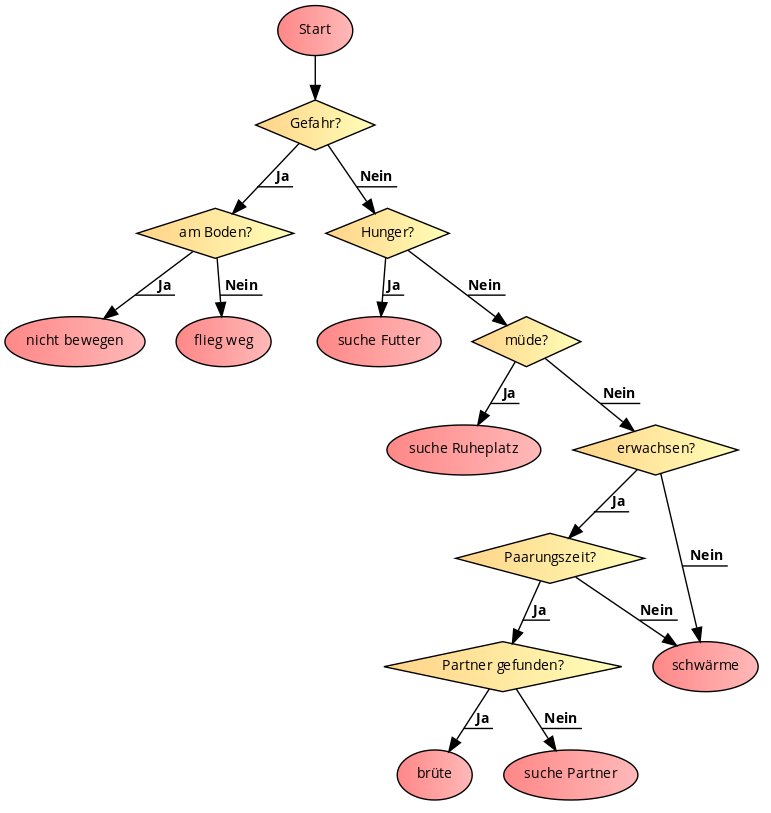 Start
Gefahr?
Ja
Nein
am Boden?
Hunger?
Ja
Nein
Ja
Nein
nicht bewegen
flieg weg
suche Futter
müde?
Ja
Nein
suche Ruheplatz
erwachsen?
Ja
Paarungszeit?
Nein
Ja
Nein
Partner gefunden?
schwärme
Ja
Nein
brüte
suche Partner